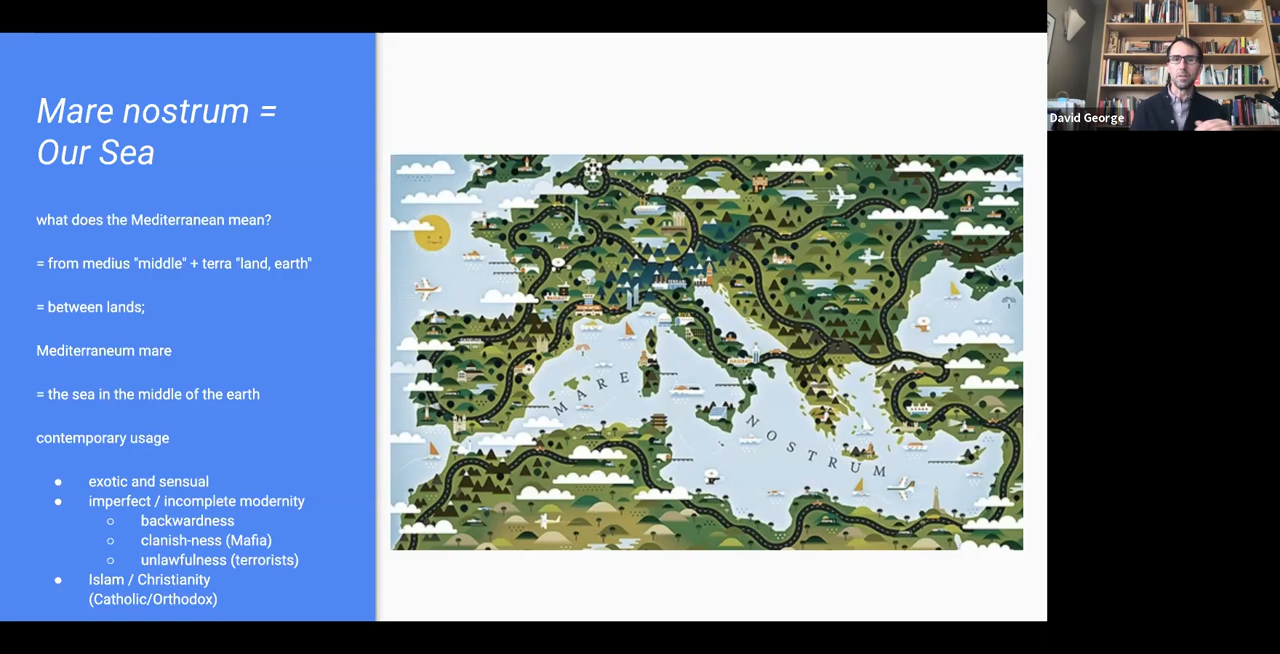 Mare nostrum =
Our Sea
what does the Mediterranean mean?
= from medius "middle" + terra "land, earth"
= between lands;
Mediterraneum mare
= the sea in the middle of the earth
contemporary usage
● exotic and sensual
● imperfect / incomplete modernity
○ backwardness
○ clanish-ness (Mafia)
○ unlawfulness (terrorists)
● Islam / Christianity
(Catholic/Orthodox)
MARE
NOSTRUM
David George